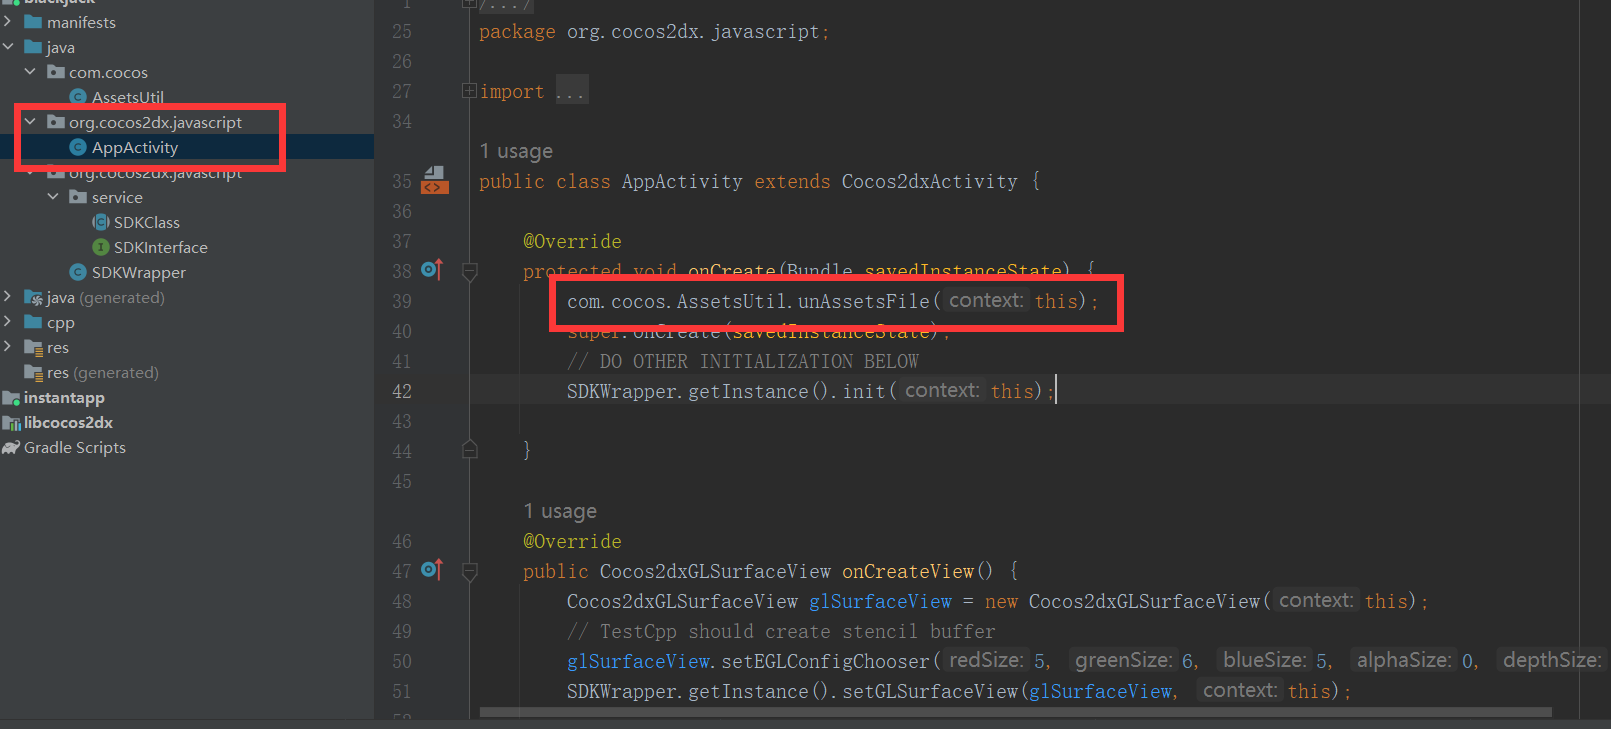 blackjack
manifests
java
com.cocos
AssetsUtil
org.cocos2dx.javascript
AppActivity
org.cocos2dx.javascript
service
SDKClass
SDKInterface
SDKWrapper
java (generated)
cpp
res
res (generated)
instantapp
libcocos2dx
Gradle Scripts
1 /.../
25 package org.cocos2dx.javascript;
26
27 import ...
34
1 usage
35 public class AppActivity extends Cocos2dxActivity {
36
37 @Override
38 protected void onCreate(Bundle savedInstanceState) {
39 com.cocos.AssetsUtil.unAssetsFile( context: this);
40 super.onCreate(savedInstanceState);
41 // DO OTHER INITIALIZATION BELOW
42 SDKWrapper.getInstance().init( context: this);
43
44 }
45
1 usage
46 @Override
47 public Cocos2dxGLSurfaceView onCreateView() {
48 Cocos2dxGLSurfaceView glSurfaceView = new Cocos2dxGLSurfaceView( context: this);
49 // TestCpp should create stencil buffer
50 glSurfaceView.setEGLConfigChooser( redSize: 5, greenSize: 6, blueSize: 5, alphaSize: 0, depthSize:
51 SDKWrapper.getInstance().setGLSurfaceView(glSurfaceView, context: this);
52